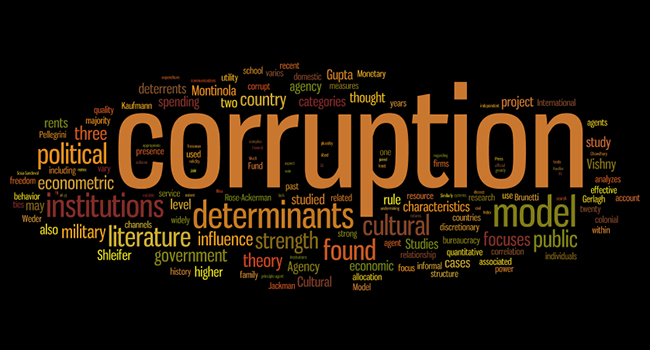 recent
school varies domestic Gupta Monetary
utility
deterrents Montinola corrupt agency measures
Kaufmann spending two country categories thought years project International
quality
rents majority
Pellegrini three
corruption
agents
study
presence used
Fund
one
firms
Vishny
political
including vary
freedom econometric
analyzes
effective
behavior
service
past
Rose-Ackerman studied related
rule resource
use Brunetti
Gerlagh account
ties may institutions level
determinants
cultural
characteristics
countries
discretionary
model
twenty
colonial
within
Weder
widely
also military channels
literature influence strength strong found
agent Studies bureaucracy focuses public
relationship
quantitative correlation
Shleifer government theory economic
focus informal cases associated individuals
history higher family Agency allocation structure power
Jackman Cultural Model